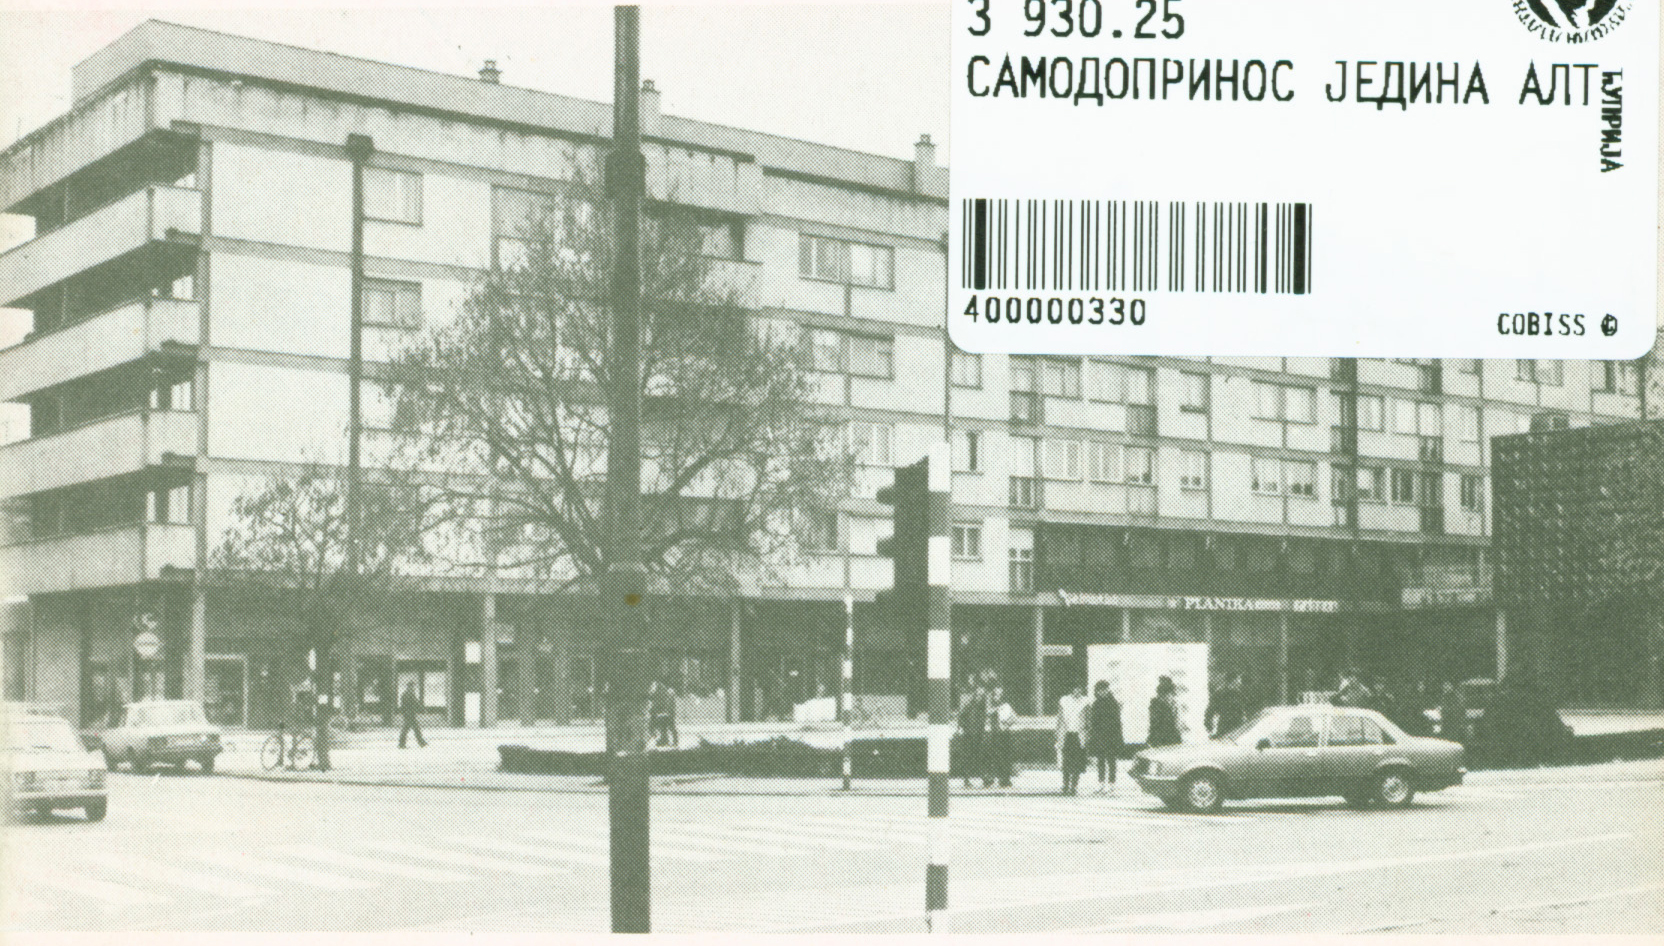 3 930.25
САМОДОПРИНОС ЈЕДИНА АЛТ
ЋУПРИЈА
400000330
COBISS
PLANIKA